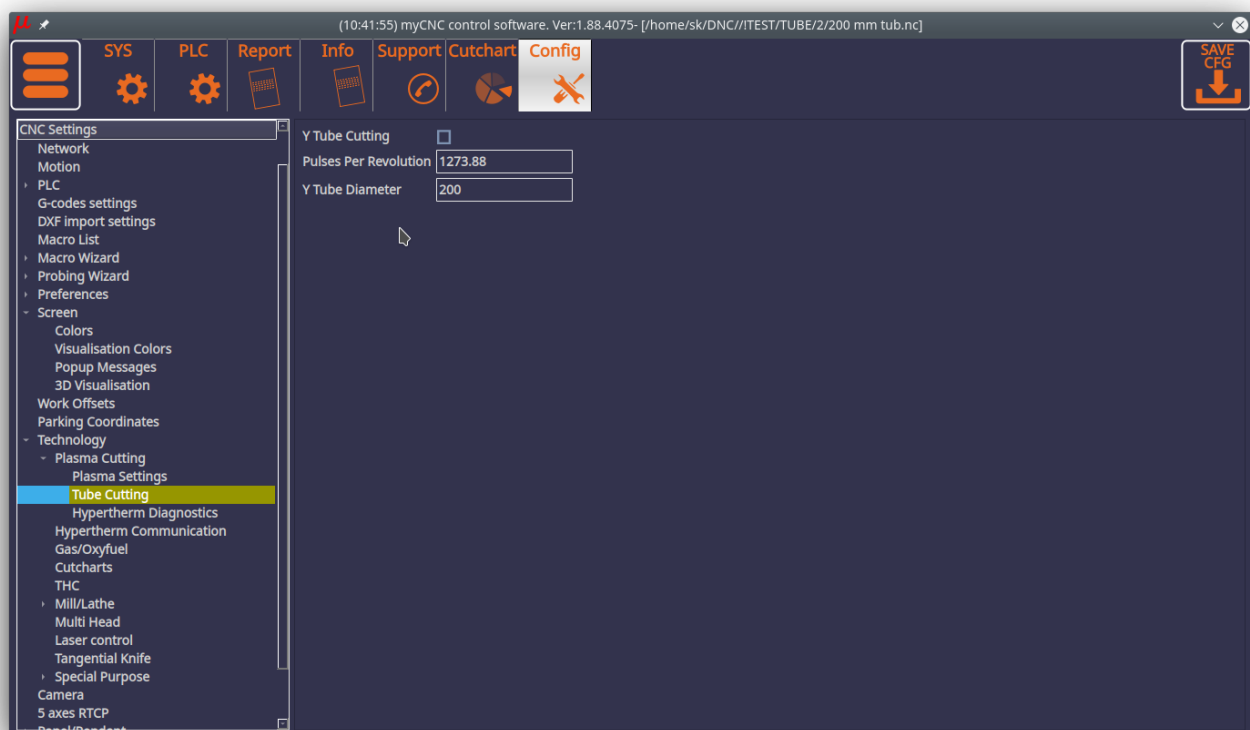 µ
(10:41:55) myCNC control software. Ver:1.88.4075- [/home/sk/DNC//!TEST/TUBE/2/200 mm tub.nc]
SYS PLC Report Info Support Cutchart Config SAVE CFG
CNC Settings
Network
Motion
PLC
G-codes settings
DXF import settings
Macro List
Macro Wizard
Probing Wizard
Preferences
Screen
Colors
Visualisation Colors
Popup Messages
3D Visualisation
Work Offsets
Parking Coordinates
Technology
Plasma Cutting
Plasma Settings
Tube Cutting
Hypertherm Diagnostics
Hypertherm Communication
Gas/Oxyfuel
Cutcharts
THC
Mill/Lathe
Multi Head
Laser control
Tangential Knife
Special Purpose
Camera
5 axes RTCP
Panel/Pendant
Y Tube Cutting
Pulses Per Revolution 1273.88
Y Tube Diameter 200